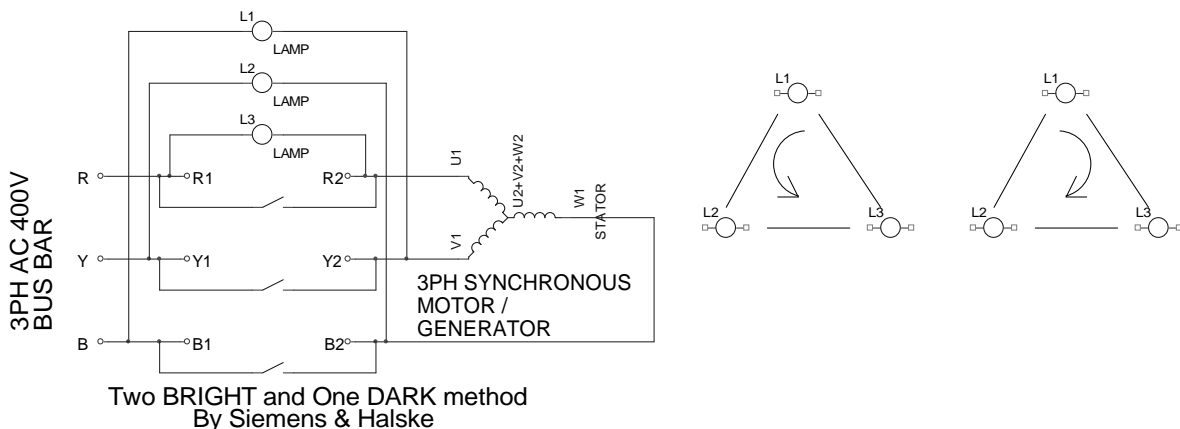 L1
LAMP
L2
LAMP
L3
LAMP
3PH AC 400V
BUS BAR
R
R1
R2
U1
U2+V2+W2
W1
STATOR
V1
Y
Y1
Y2
3PH SYNCHRONOUS
MOTOR /
GENERATOR
B
B1
B2
Two BRIGHT and One DARK method
By Siemens & Halske
L1
L2
L3
L1
L2
L3